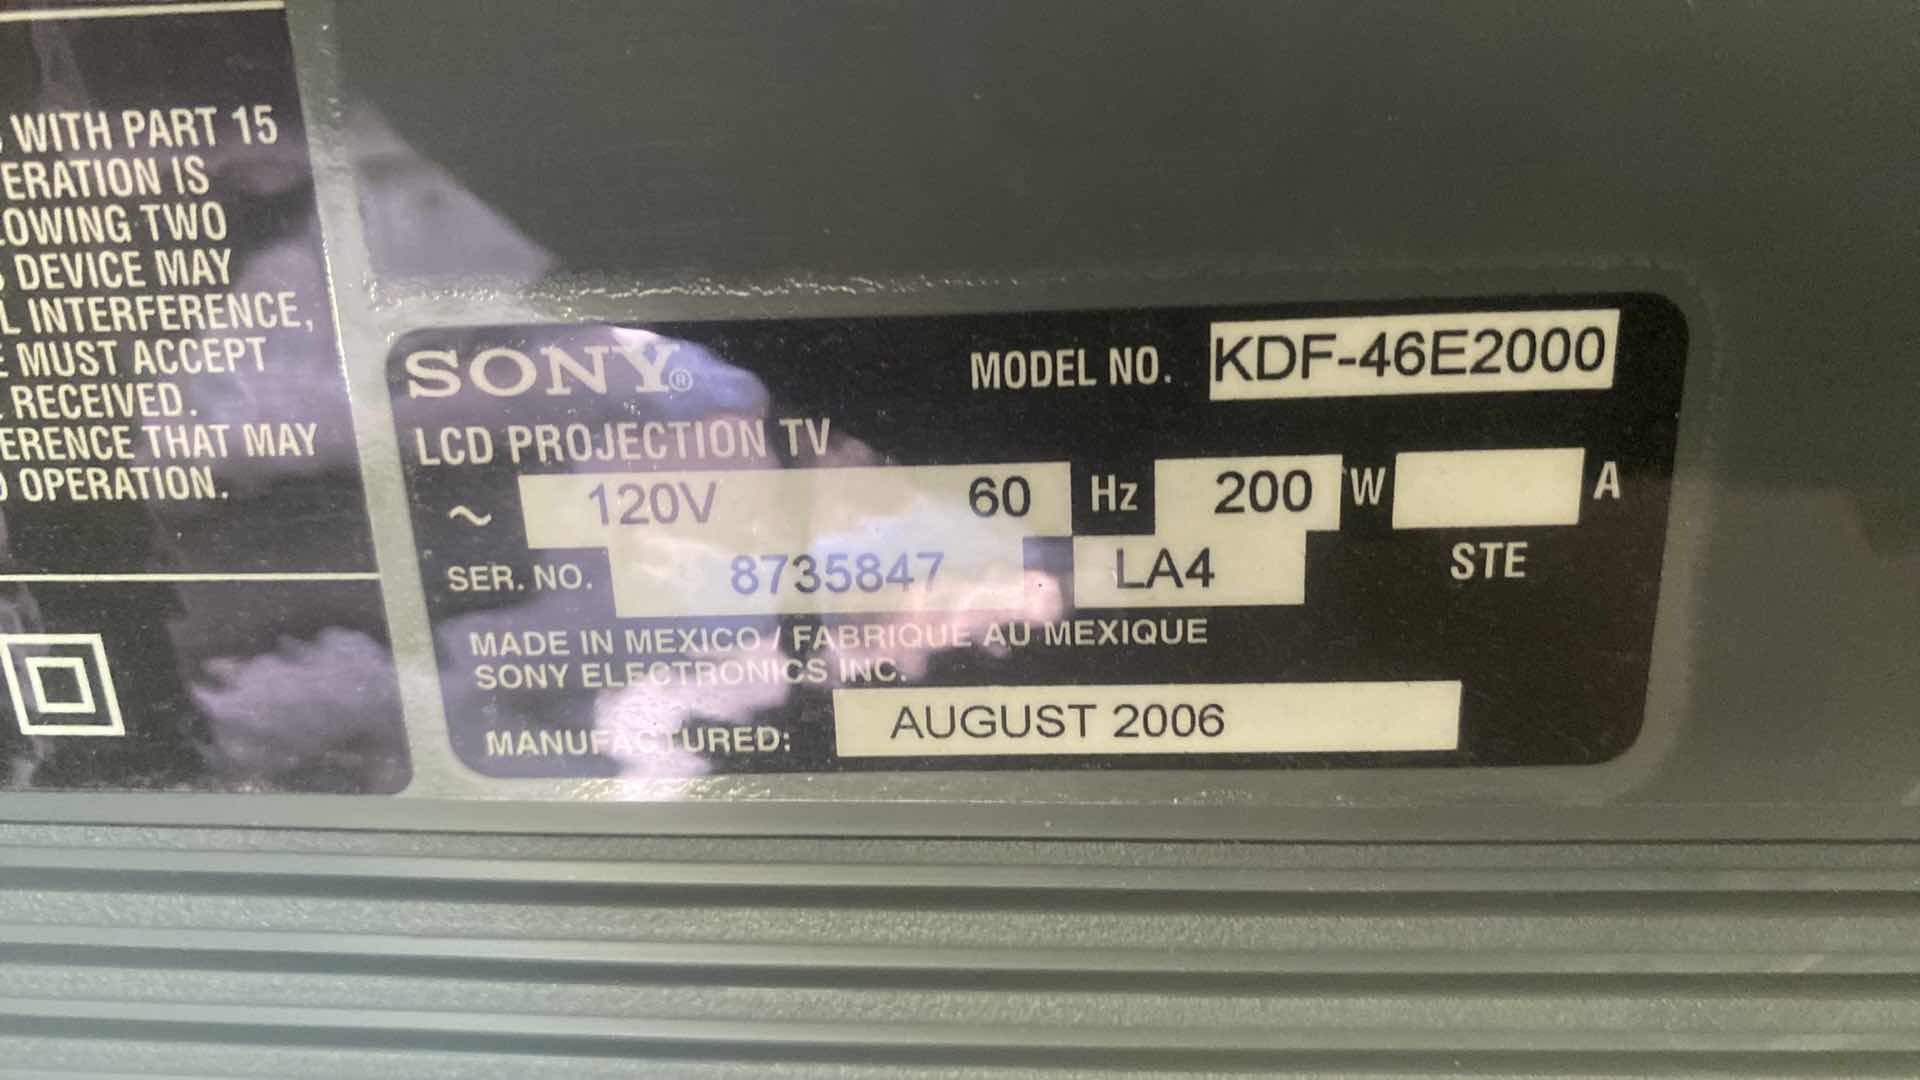 WITH PART 15
ERATION IS
OWING TWO
DEVICE MAY
L INTERFERENCE,
MUST ACCEPT
RECEIVED.
ERENCE THAT MAY
OPERATION.
SONY®
MODEL NO. KDF-46E2000
LCD PROJECTION TV
~ 120V 60 Hz 200 W A
SER. NO. 8735847 LA4 STE
MADE IN MEXICO / FABRIQUE AU MEXIQUE
SONY ELECTRONICS INC.
MANUFACTURED: AUGUST 2006